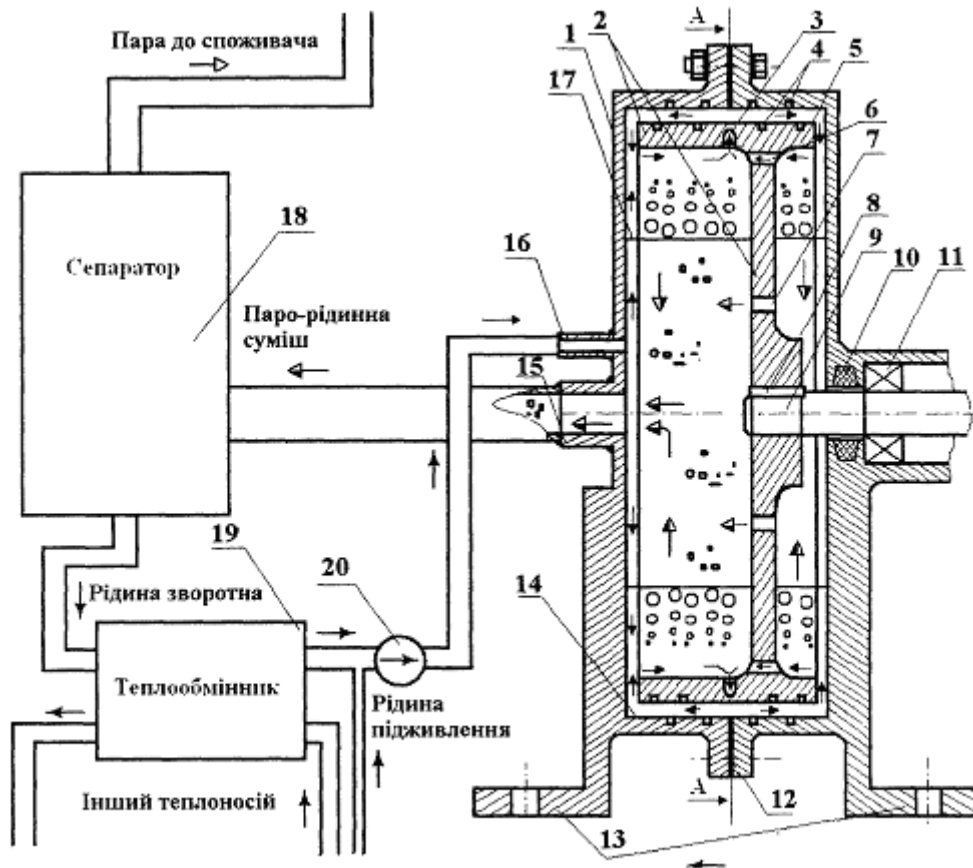 Пара до споживача
Сепаратор
Паро-рідинна
суміш
Рідина зворотна
Теплообмінник
Рідина
підживлення
Інший теплоносій
А
А
1
2
3
4
5
6
7
8
9
10
11
12
13
14
15
16
17
18
19
20